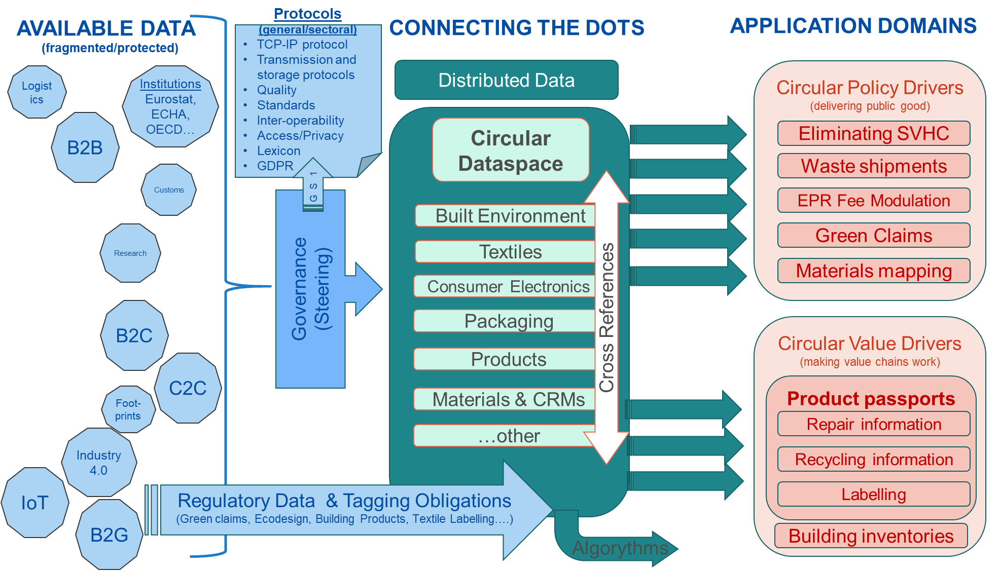 AVAILABLE DATA
(fragmented/protected)
Logist
ics
Institutions
Eurostat,
ECHA,
OECD…
B2B
Customs
Research
B2C
C2C
Foot-
prints
Industry
4.0
IoT
B2G
Protocols
(general/sectoral)
• TCP-IP protocol
• Transmission and
storage protocols
• Quality
• Standards
• Inter-operability
• Access/Privacy
• Lexicon
• GDPR
GS1
Governance
(Steering)
Regulatory Data & Tagging Obligations
(Green claims, Ecodesign, Building Products, Textile Labelling….)
CONNECTING THE DOTS
Distributed Data
Circular
Dataspace
Built Environment
Textiles
Consumer Electronics
Packaging
Products
Materials & CRMs
…other
Cross References
Algorythms
APPLICATION DOMAINS
Circular Policy Drivers
(delivering public good)
Eliminating SVHC
Waste shipments
EPR Fee Modulation
Green Claims
Materials mapping
Circular Value Drivers
(making value chains work)
Product passports
Repair information
Recycling information
Labelling
Building inventories